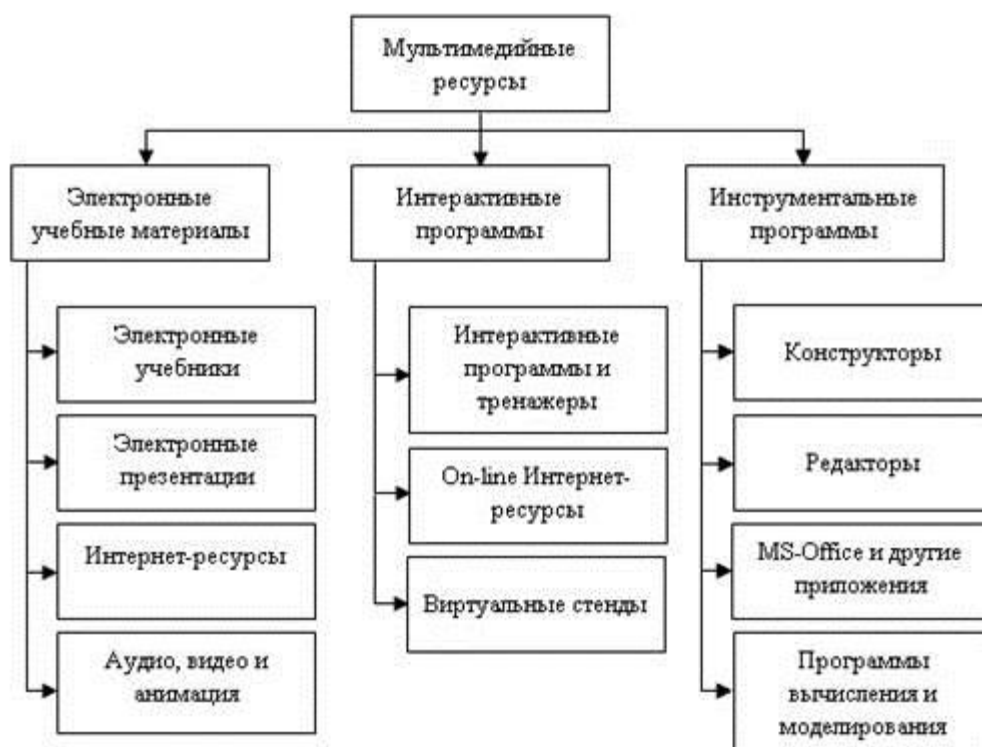 Мультимедийные
ресурсы
Электронные
учебные материалы
Интерактивные
программы
Инструментальные
программы
Электронные
учебники
Электронные
презентации
Интернет-ресурсы
Аудио, видео и
анимация
Интерактивные
программы и
тренажеры
On-line Интернет-
ресурсы
Виртуальные стенды
Конструкторы
Редакторы
MS-Office и другие
приложения
Программы
вычисления и
моделирования